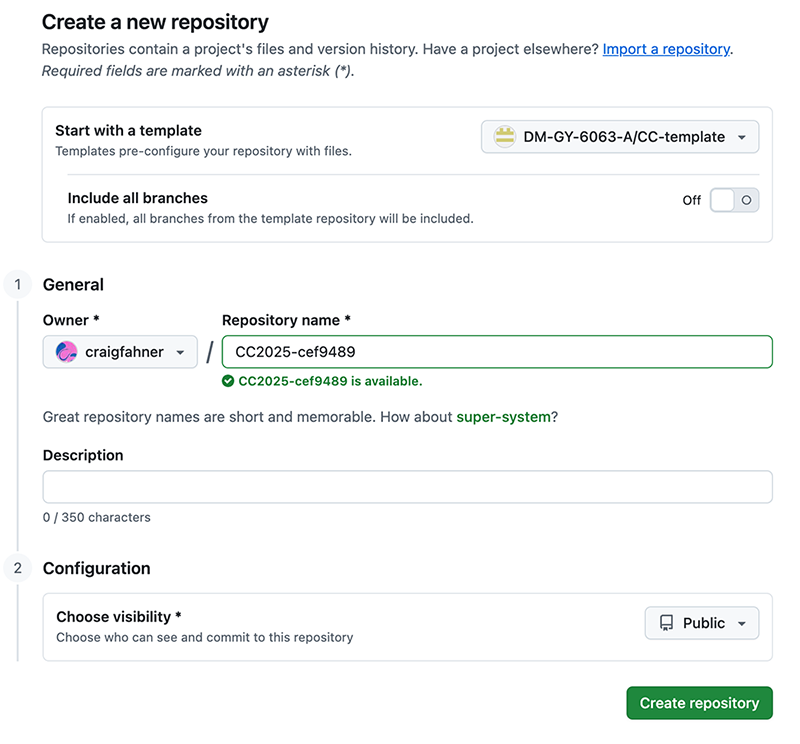 Create a new repository
Repositories contain a project's files and version history. Have a project elsewhere? Import a repository.
Required fields are marked with an asterisk (*).
Start with a template
Templates pre-configure your repository with files.
DM-GY-6063-A/CC-template
Include all branches
If enabled, all branches from the template repository will be included.
Off
1
General
Owner *
Repository name *
craigfahner
/
CC2025-cef9489
CC2025-cef9489 is available.
Great repository names are short and memorable. How about super-system?
Description
0 / 350 characters
2
Configuration
Choose visibility *
Choose who can see and commit to this repository
Public
Create repository